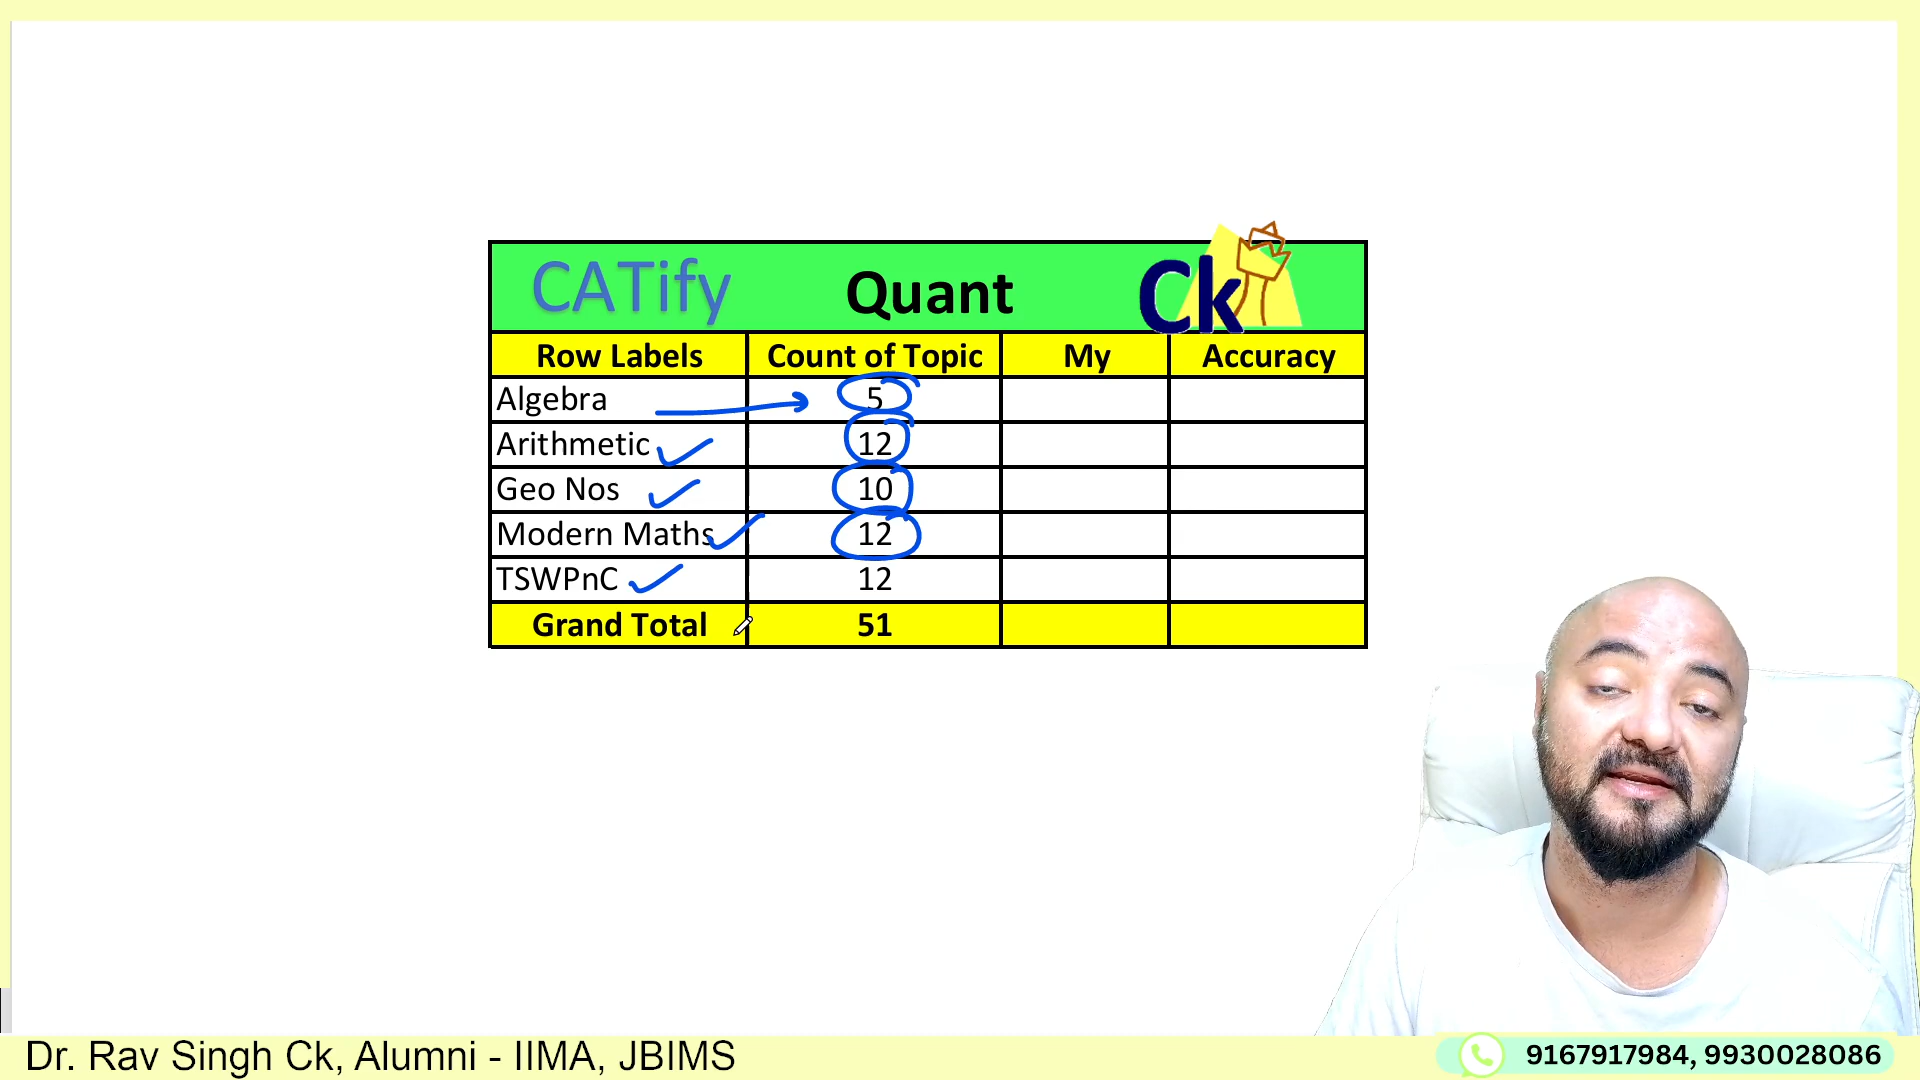 CATify Quant Ck
Row Labels Count of Topic My Accuracy
Algebra 5
Arithmetic 12
Geo Nos 10
Modern Maths 12
TSWPnC 12
Grand Total 51
Dr. Rav Singh Ck, Alumni - IIMA, JBIMS
9167917984, 9930028086